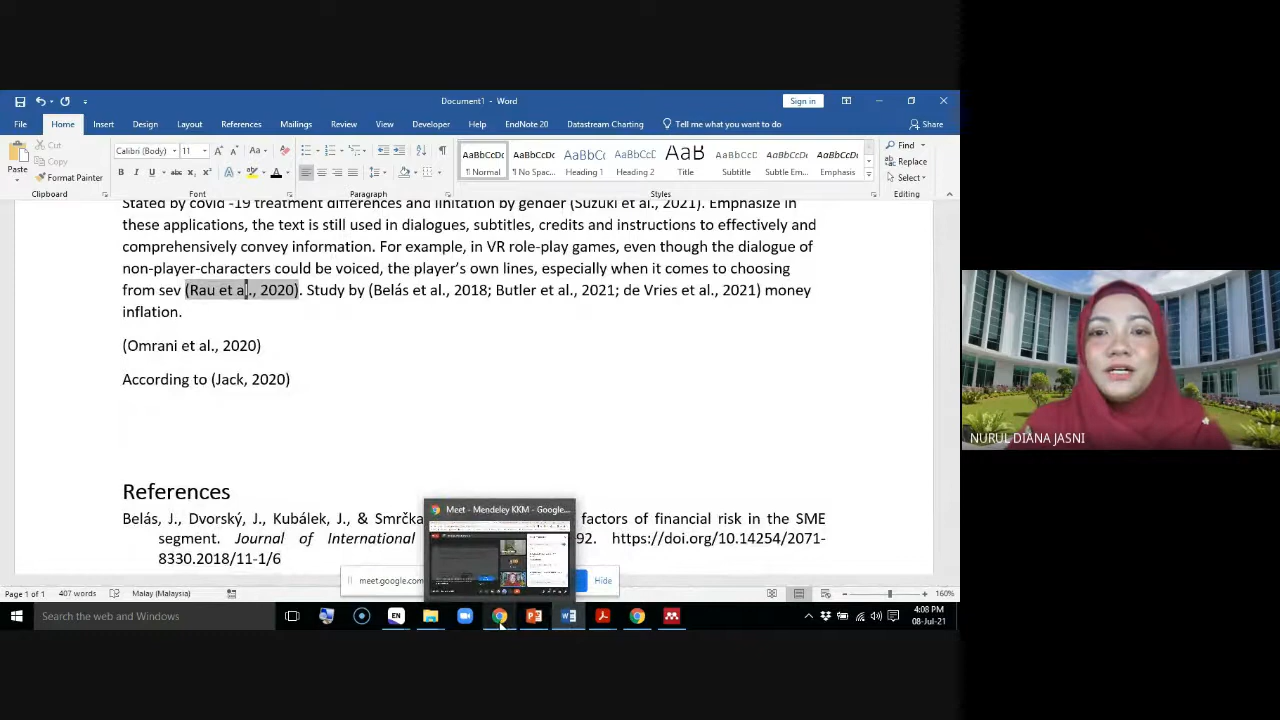 Document1 - Word
Sign in
File Home Insert Design Layout References Mailings Review View Developer Help EndNote 20 Datastream Charting Tell me what you want to do Share
Paste
Cut
Copy
Format Painter
Clipboard
Calibri (Body) 11
Font
Paragraph
AaBbCcDc AaBbCcDc AaBbCc AaBbCcD AaB AaBbCcD AaBbCcDc AaBbCcDc
¶ Normal ¶ No Spac... Heading 1 Heading 2 Title Subtitle Subtle Em... Emphasis
Styles
Find
Replace
Select
Editing
Stated by covid -19 treatment differences and limitation by gender (Suzuki et al., 2021). Emphasize in
these applications, the text is still used in dialogues, subtitles, credits and instructions to effectively and
comprehensively convey information. For example, in VR role-play games, even though the dialogue of
non-player-characters could be voiced, the player's own lines, especially when it comes to choosing
from sev (Rau et al., 2020). Study by (Belás et al., 2018; Butler et al., 2021; de Vries et al., 2021) money
inflation.
(Omrani et al., 2020)
According to (Jack, 2020)
References
Belás, J., Dvorský, J., Kubálek, J., & Smrčka factors of financial risk in the SME
segment. Journal of International 92. https://doi.org/10.14254/2071-
8330.2018/11-1/6
Meet - Mendeley KKM - Google...
meet.google.com
Hide
Page 1 of 1 407 words Malay (Malaysia) 160%
Search the web and Windows
EN
4:08 PM
08-Jul-21
NURUL DIANA JASNI